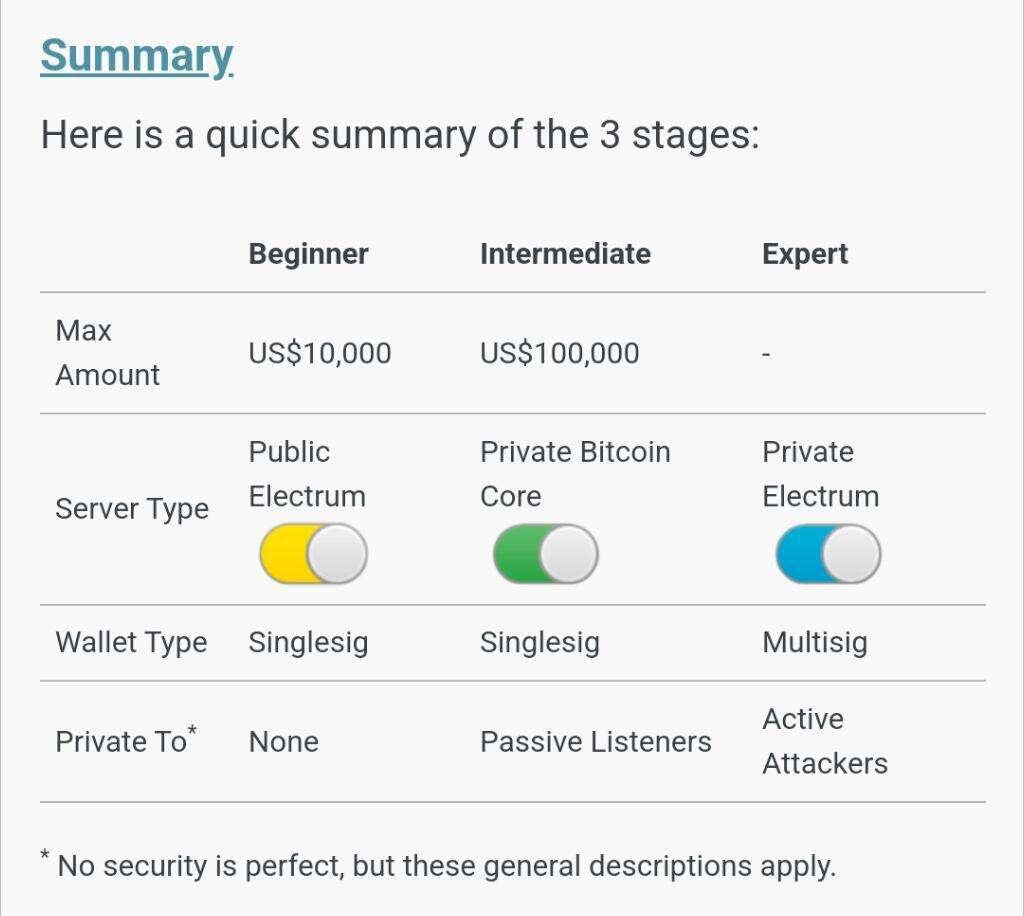 Summary
Here is a quick summary of the 3 stages:
Beginner Intermediate Expert
Max Amount US$10,000 US$100,000 -
Server Type Public Electrum Private Bitcoin Core Private Electrum
Wallet Type Singlesig Singlesig Multisig
Private To* None Passive Listeners Active Attackers
* No security is perfect, but these general descriptions apply.